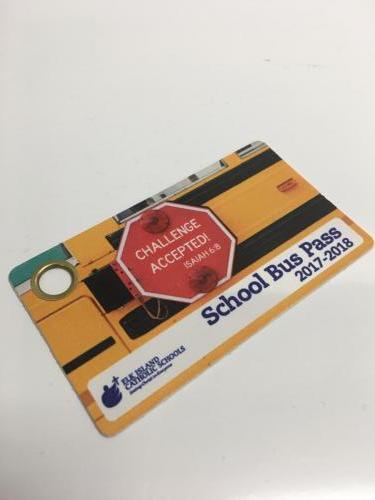 CHALLENGE
ACCEPTED!
ISAIAH 6:8
School Bus Pass
2017-2018
ELK ISLAND
CATHOLIC SCHOOLS